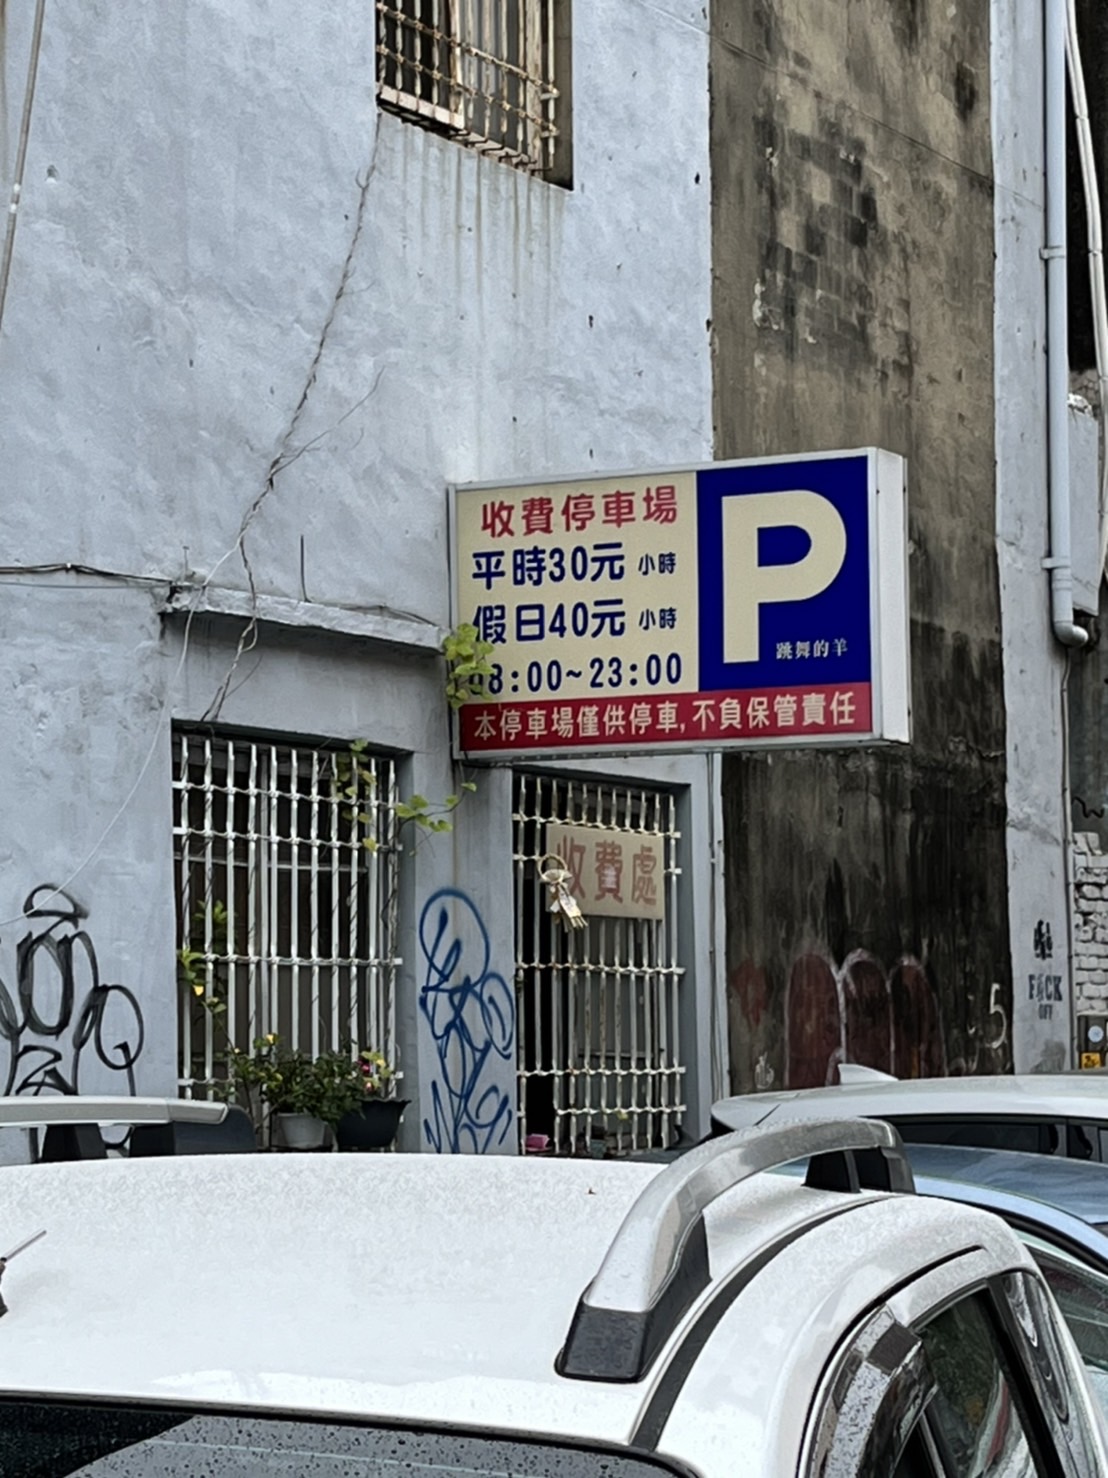 收費停車場
平時30元 小時
假日40元 小時
08:00~23:00
P
跳舞的羊
本停車場僅供停車,不負保管責任
收費處
F*CK
OFF
5